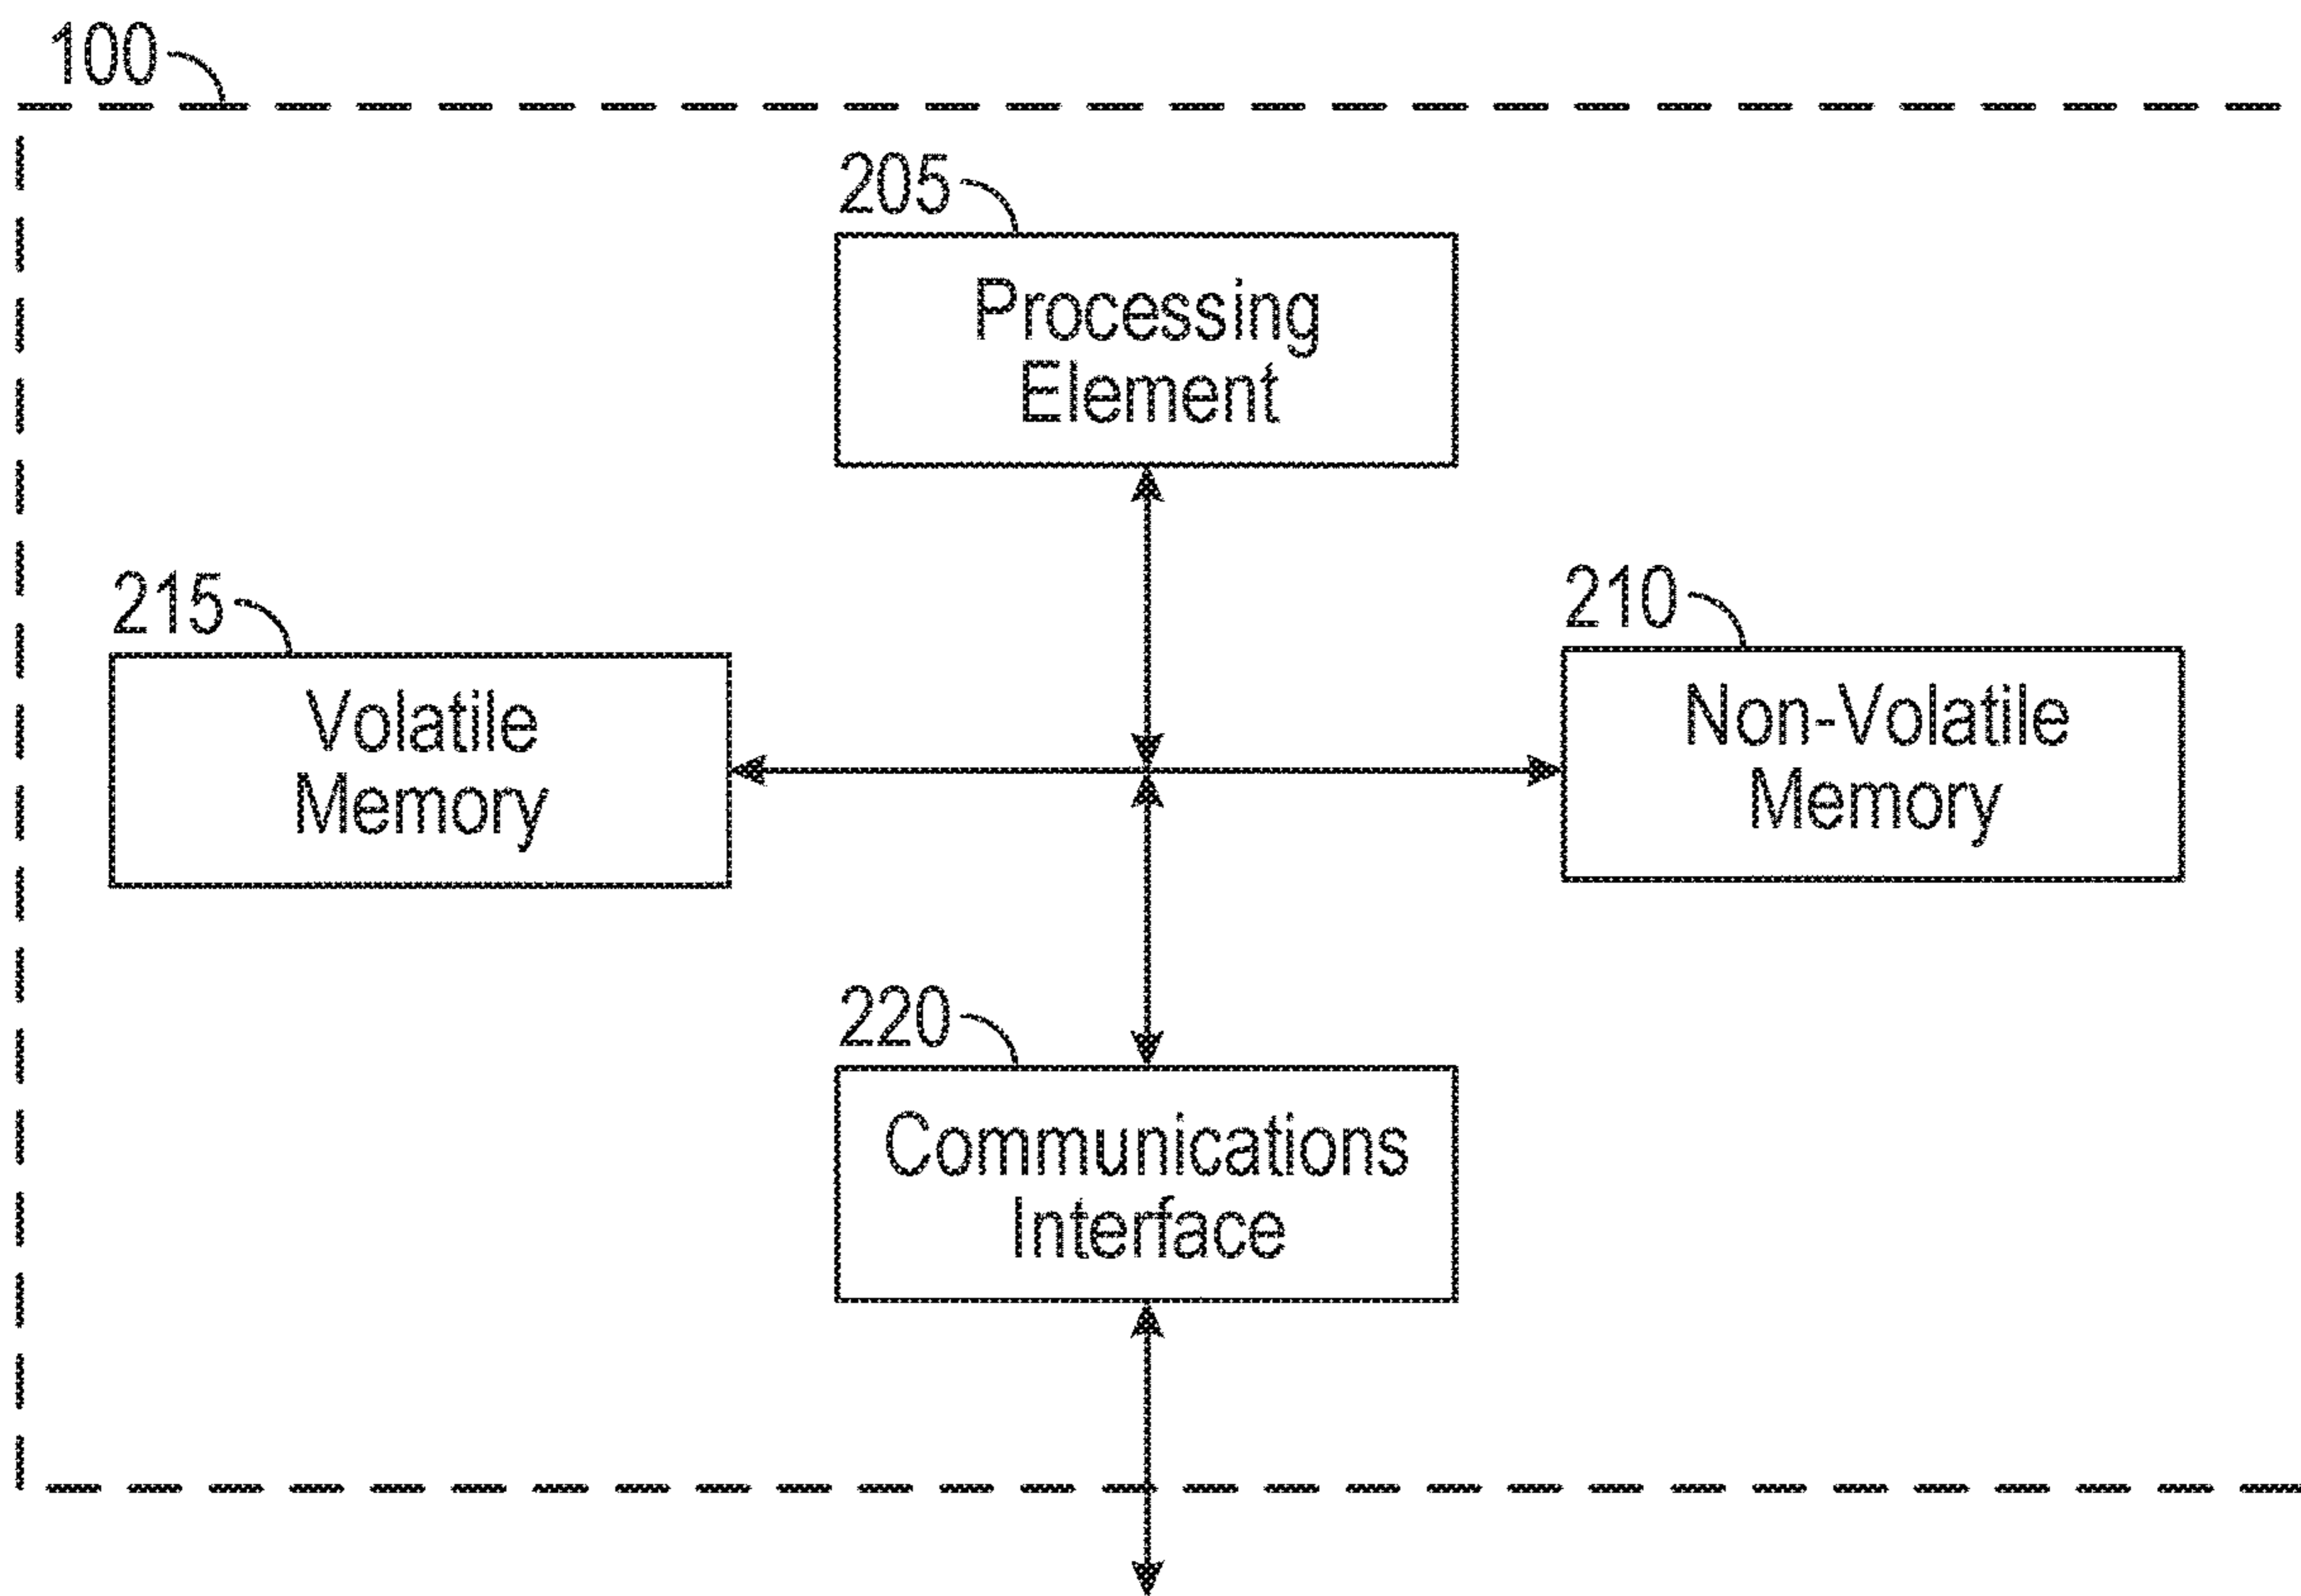 100
205
Processing
Element
215
Volatile
Memory
210
Non-Volatile
Memory
220
Communications
Interface